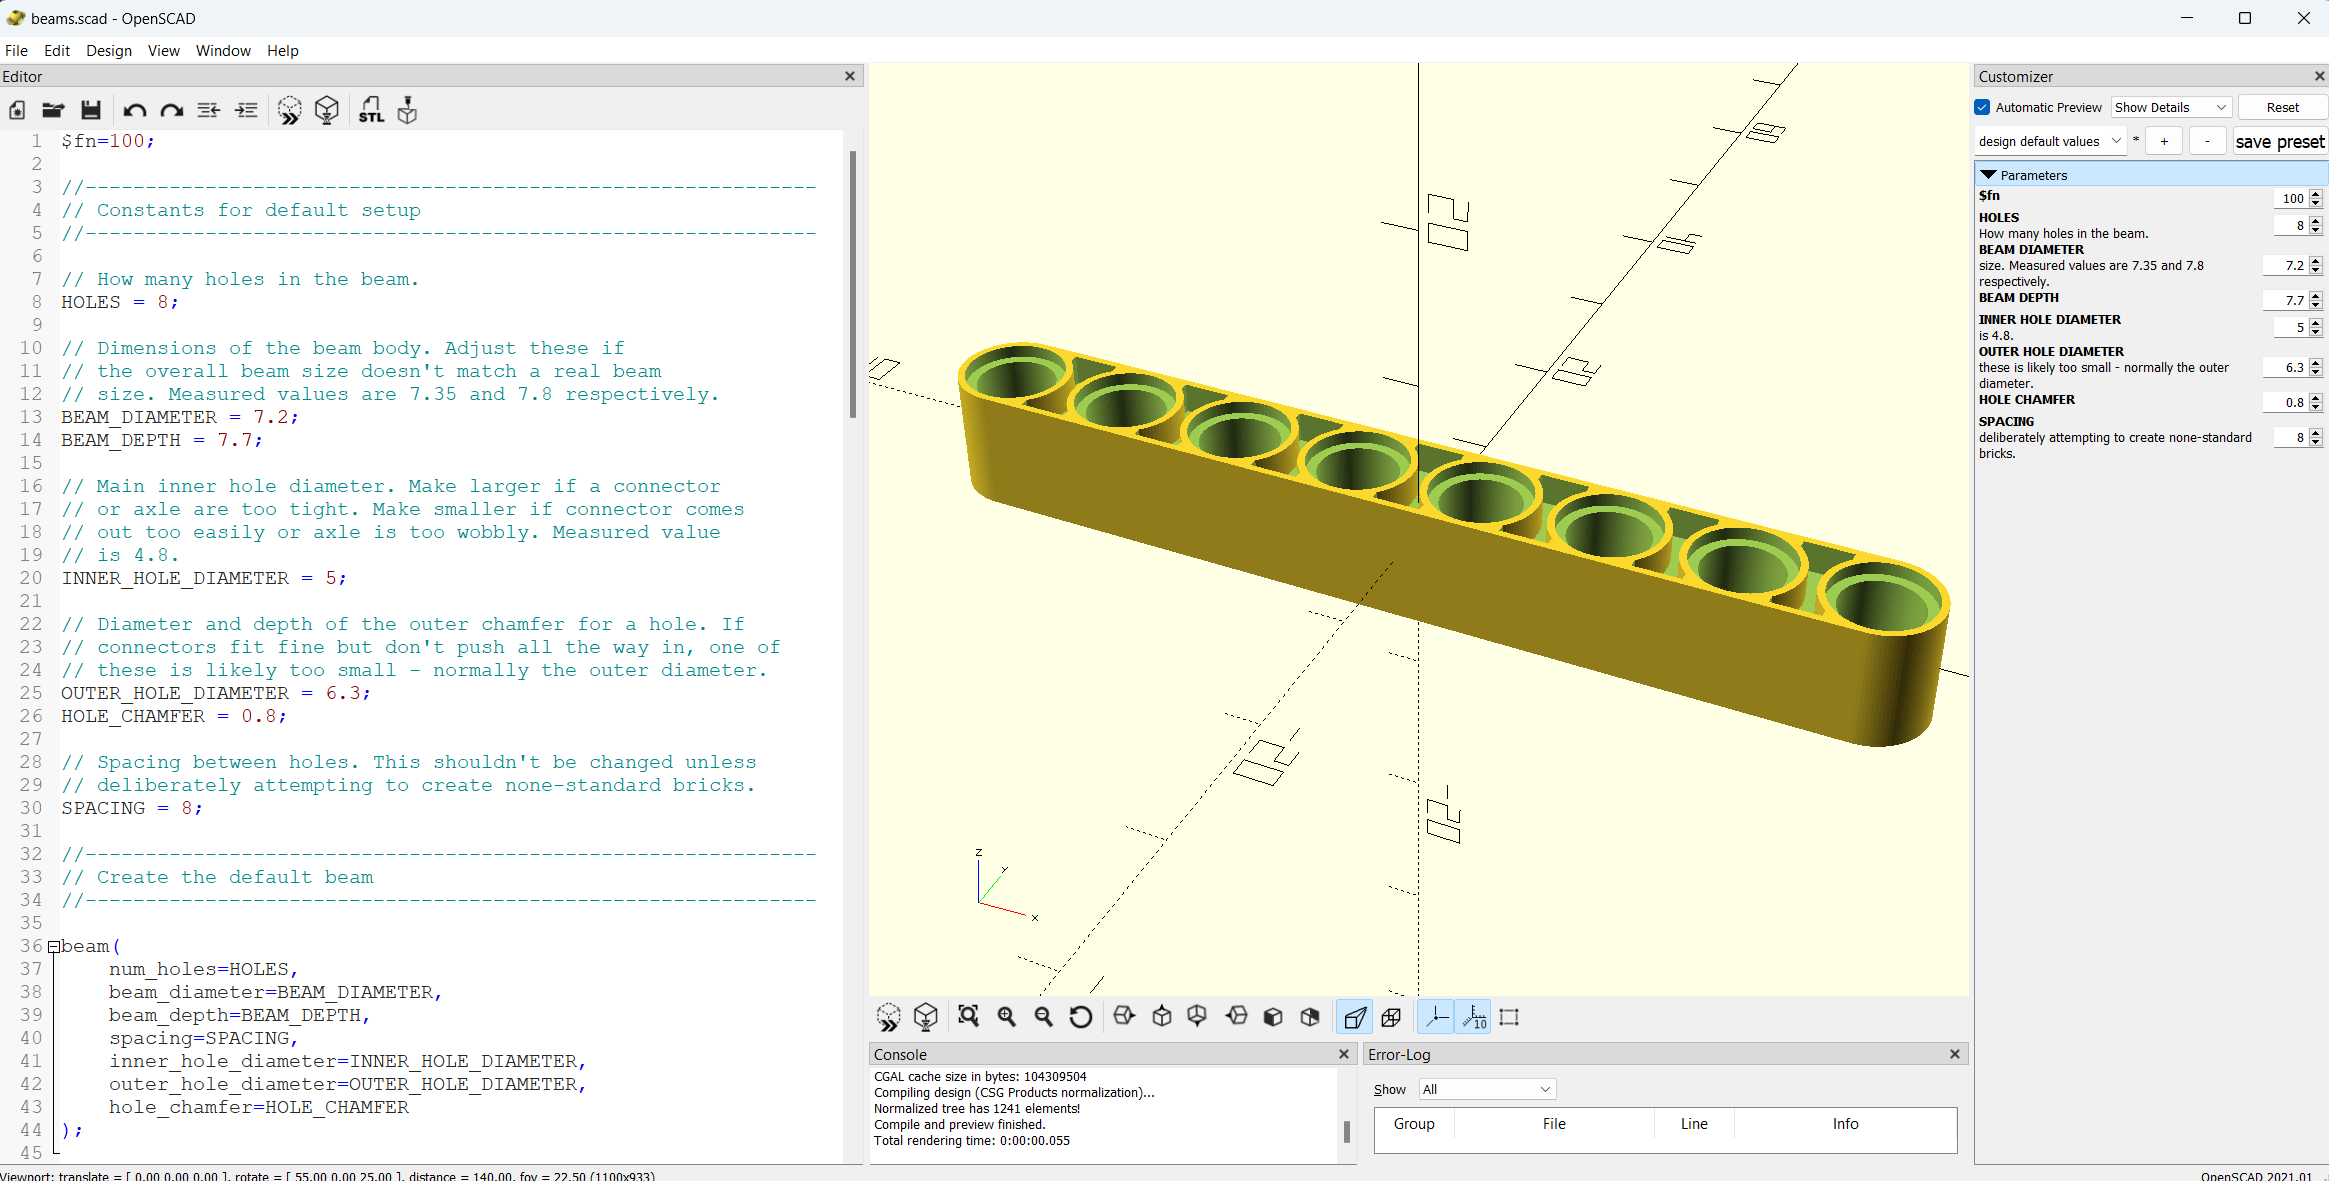 beams.scad - OpenSCAD
File Edit Design View Window Help
Editor
STL
1 $fn=100;
2
3 //-------------------------------------------------------------
4 // Constants for default setup
5 //-------------------------------------------------------------
6
7 // How many holes in the beam.
8 HOLES = 8;
9
10 // Dimensions of the beam body. Adjust these if
11 // the overall beam size doesn't match a real beam
12 // size. Measured values are 7.35 and 7.8 respectively.
13 BEAM_DIAMETER = 7.2;
14 BEAM_DEPTH = 7.7;
15
16 // Main inner hole diameter. Make larger if a connector
17 // or axle are too tight. Make smaller if connector comes
18 // out too easily or axle is too wobbly. Measured value
19 // is 4.8.
20 INNER_HOLE_DIAMETER = 5;
21
22 // Diameter and depth of the outer chamfer for a hole. If
23 // connectors fit fine but don't push all the way in, one of
24 // these is likely too small - normally the outer diameter.
25 OUTER_HOLE_DIAMETER = 6.3;
26 HOLE_CHAMFER = 0.8;
27
28 // Spacing between holes. This shouldn't be changed unless
29 // deliberately attempting to create none-standard bricks.
30 SPACING = 8;
31
32 //-------------------------------------------------------------
33 // Create the default beam
34 //-------------------------------------------------------------
35
36 beam(
37 num_holes=HOLES,
38 beam_diameter=BEAM_DIAMETER,
39 beam_depth=BEAM_DEPTH,
40 spacing=SPACING,
41 inner_hole_diameter=INNER_HOLE_DIAMETER,
42 outer_hole_diameter=OUTER_HOLE_DIAMETER,
43 hole_chamfer=HOLE_CHAMFER
44 );
45
20
-20
-20
z
y
x
10
Console
CGAL cache size in bytes: 104309504
Compiling design (CSG Products normalization)...
Normalized tree has 1241 elements!
Compile and preview finished.
Total rendering time: 0:00:00.055
Error-Log
Show All
Group File Line Info
Customizer
Automatic Preview Show Details Reset
design default values * + - save preset
Parameters
$fn 100
HOLES
How many holes in the beam. 8
BEAM DIAMETER
size. Measured values are 7.35 and 7.8 7.2
respectively.
BEAM DEPTH 7.7
INNER HOLE DIAMETER
is 4.8. 5
OUTER HOLE DIAMETER
these is likely too small - normally the outer 6.3
diameter.
HOLE CHAMFER 0.8
SPACING
deliberately attempting to create none-standard 8
bricks.
Viewport: translate = [ 0.00 0.00 0.00 ], rotate = [ 55.00 0.00 25.00 ], distance = 140.00, fov = 22.50 (1100x933)
OpenSCAD 2021.01